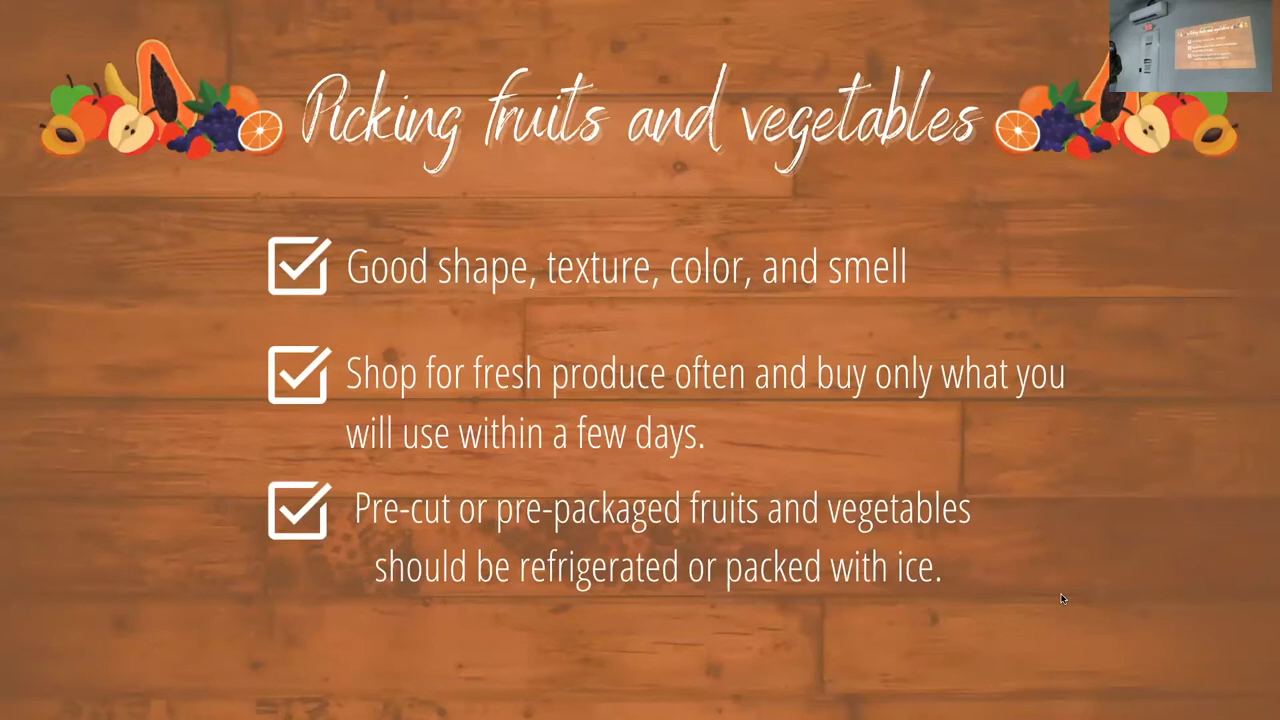 Picking fruits and vegetables
Good shape, texture, color, and smell
Shop for fresh produce often and buy only what you
will use within a few days.
Pre-cut or pre-packaged fruits and vegetables
should be refrigerated or packed with ice.